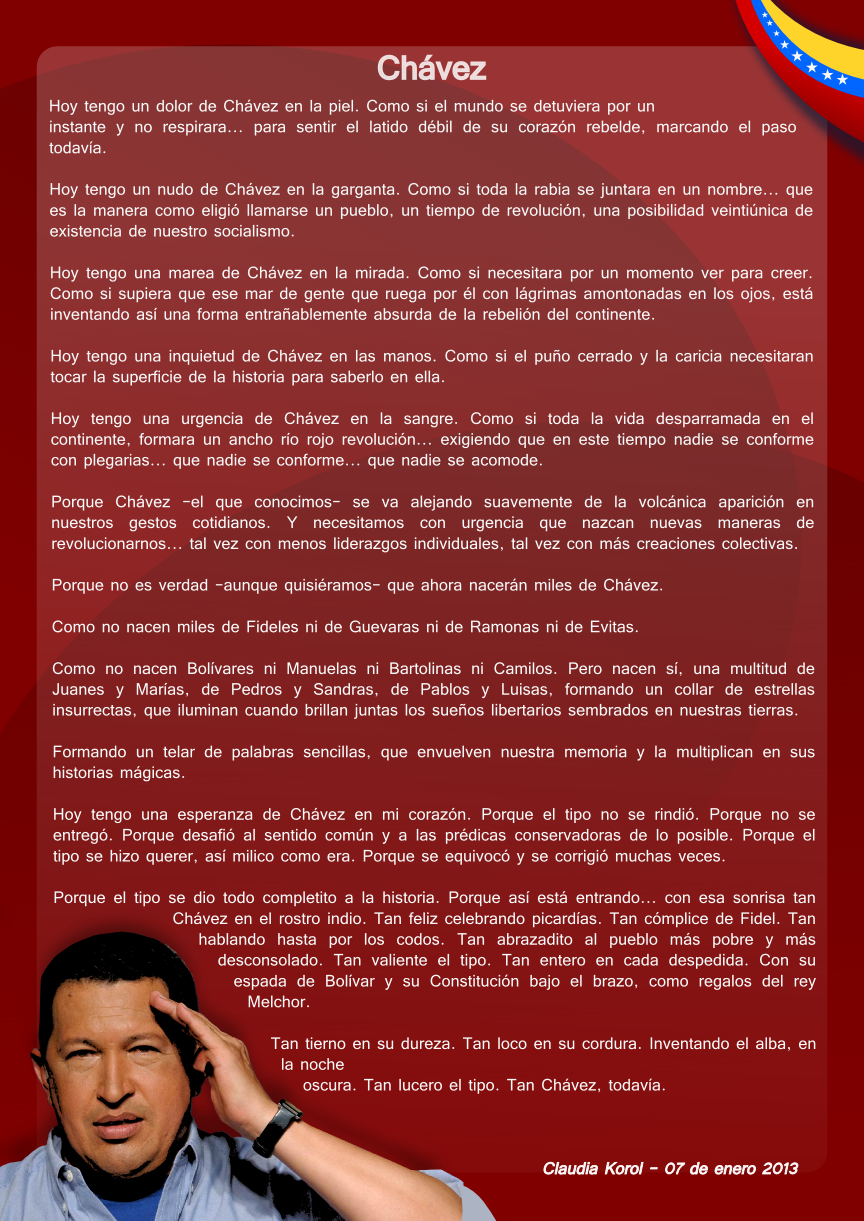 Chávez
Hoy tengo un dolor de Chávez en la piel. Como si el mundo se detuviera por un
instante y no respirara... para sentir el latido débil de su corazón rebelde, marcando el paso
todavía.
Hoy tengo un nudo de Chávez en la garganta. Como si toda la rabia se juntara en un nombre... que
es la manera como eligió llamarse un pueblo, un tiempo de revolución, una posibilidad veintiúnica de
existencia de nuestro socialismo.
Hoy tengo una marea de Chávez en la mirada. Como si necesitara por un momento ver para creer.
Como si supiera que ese mar de gente que ruega por él con lágrimas amontonadas en los ojos, está
inventando así una forma entrañablemente absurda de la rebelión del continente.
Hoy tengo una inquietud de Chávez en las manos. Como si el puño cerrado y la caricia necesitaran
tocar la superficie de la historia para saberlo en ella.
Hoy tengo una urgencia de Chávez en la sangre. Como si toda la vida desparramada en el
continente, formara un ancho río rojo revolución... exigiendo que en este tiempo nadie se conforme
con plegarias... que nadie se conforme... que nadie se acomode.
Porque Chávez -el que conocimos- se va alejando suavemente de la volcánica aparición en
nuestros gestos cotidianos. Y necesitamos con urgencia que nazcan nuevas maneras de
revolucionarnos... tal vez con menos liderazgos individuales, tal vez con más creaciones colectivas.
Porque no es verdad -aunque quisiéramos- que ahora nacerán miles de Chávez.
Como no nacen miles de Fideles ni de Guevaras ni de Ramonas ni de Evitas.
Como no nacen Bolívares ni Manuelas ni Bartolinas ni Camilos. Pero nacen sí, una multitud de
Juanes y Marías, de Pedros y Sandras, de Pablos y Luisas, formando un collar de estrellas
insurrectas, que iluminan cuando brillan juntas los sueños libertarios sembrados en nuestras tierras.
Formando un telar de palabras sencillas, que envuelven nuestra memoria y la multiplican en sus
historias mágicas.
Hoy tengo una esperanza de Chávez en mi corazón. Porque el tipo no se rindió. Porque no se
entregó. Porque desafió al sentido común y a las prédicas conservadoras de lo posible. Porque el
tipo se hizo querer, así milico como era. Porque se equivocó y se corrigió muchas veces.
Porque el tipo se dio todo completito a la historia. Porque así está entrando... con esa sonrisa tan
Chávez en el rostro indio. Tan feliz celebrando picardías. Tan cómplice de Fidel. Tan
hablando hasta por los codos. Tan abrazadito al pueblo más pobre y más
desconsolado. Tan valiente el tipo. Tan entero en cada despedida. Con su
espada de Bolívar y su Constitución bajo el brazo, como regalos del rey
Melchor.
Tan tierno en su dureza. Tan loco en su cordura. Inventando el alba, en
la noche
oscura. Tan lucero el tipo. Tan Chávez, todavía.
Claudia Korol - 07 de enero 2013